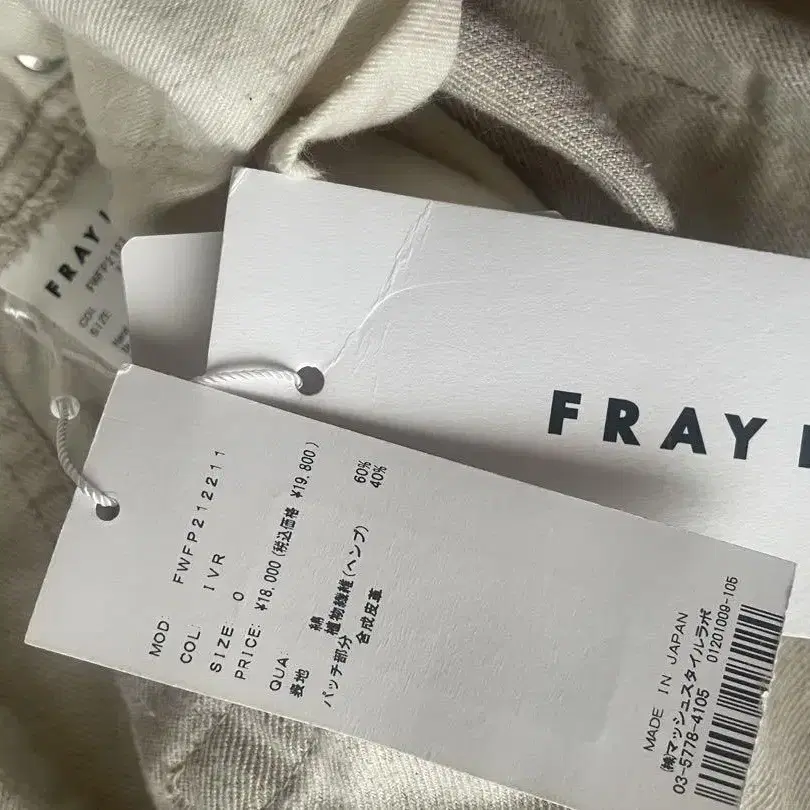 FRAY I
FWFP2122
COL
SIZE
FRAY I
MOD: FWFP212211
COL: IVR
SIZE: 0
PRICE: ¥18,000(税込価格 ¥19,800)
QUA:
表地 綿 60%
植物繊維(ヘンプ) 40%
パッチ部分 合成皮革
MADE IN JAPAN
(株)マッシュスタイルラボ
03-5778-4105 01201009-105